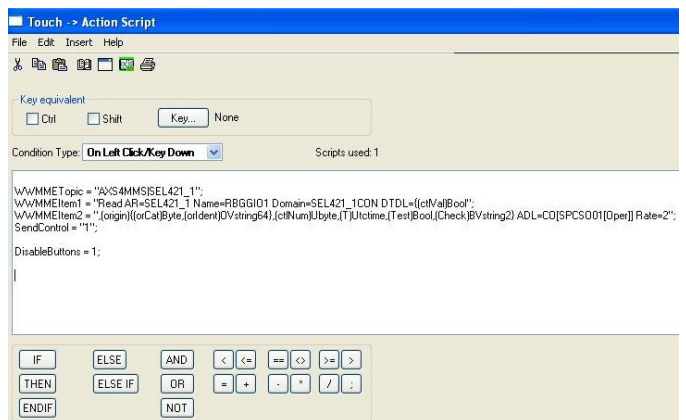 Touch -> Action Script
File Edit Insert Help
Key equivalent
Ctrl Shift Key... None
Condition Type: On Left Click/Key Down Scripts used: 1
WWMMETopic = "AXS4MMS|SEL421_1";
WWMMEItem1 = "Read AR=SEL421_1 Name=RBGGIO1 Domain=SEL421_1CON DTDL={(ctlVal)Bool";
WWMMEItem2 = ",(origin){(orCat)Byte,(orIdent)OVstring64},(ctlNum)Ubyte,(T)Utctime,(Test)Bool,(Check)BVstring2} ADL=CO[SPCSO01[Oper]] Rate=2";
SendControl = "1";
DisableButtons = 1;
IF ELSE AND < <= == <> >= >
THEN ELSE IF OR = + - * / ;
ENDIF NOT